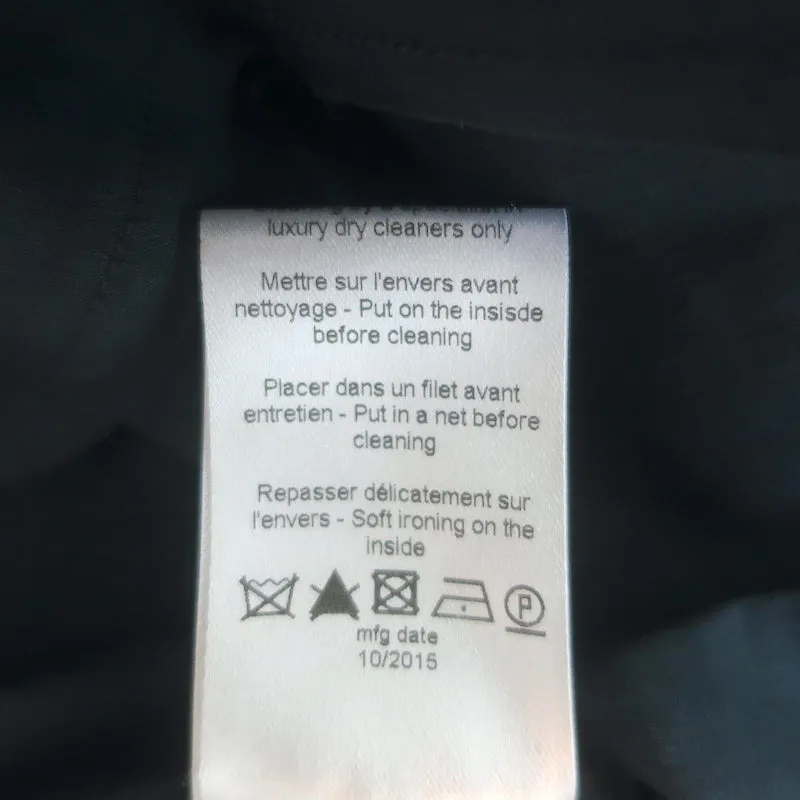 luxury dry cleaners only
Mettre sur l'envers avant
nettoyage - Put on the insisde
before cleaning
Placer dans un filet avant
entretien - Put in a net before
cleaning
Repasser délicatement sur
l'envers - Soft ironing on the
inside
P
mfg date
10/2015